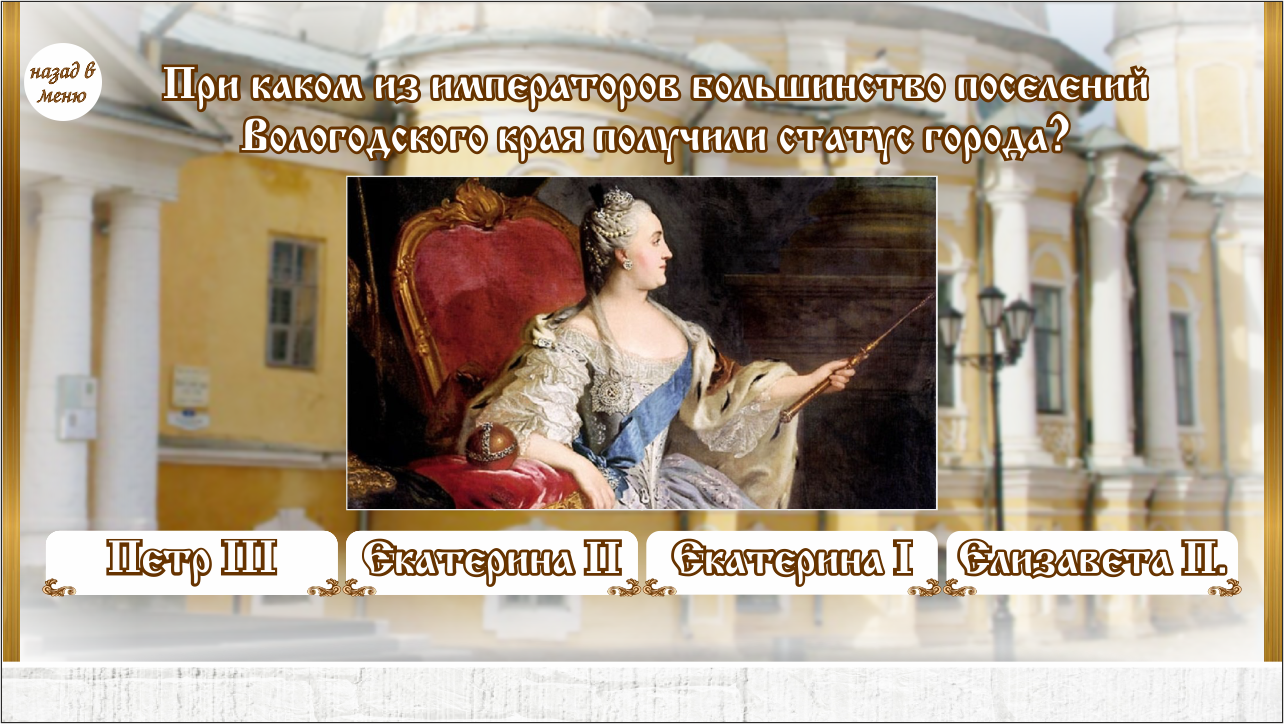 назад в
меню
При каком из императоров большинство поселений
Вологодского края получили статус города?
Петр III
Екатерина II
Екатерина I
Елизавета П.